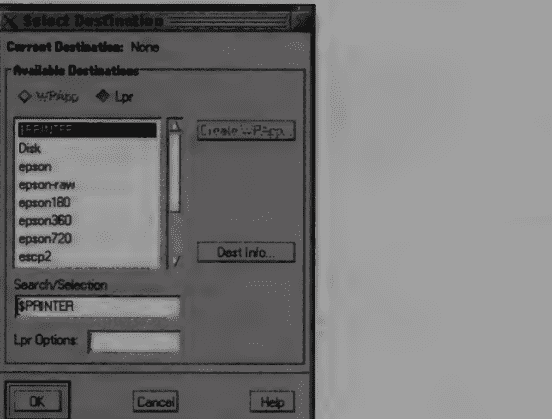 Select Destination
Current Destination: None
Available Destinations
WPApp Lpr
$PRINTER
Create WPApp...
Disk
epson
epson-raw
epson180
epson360
epson720
escp2
Dest Info...
Search/Selection
$PRINTER
Lpr Options:
OK Cancel Help